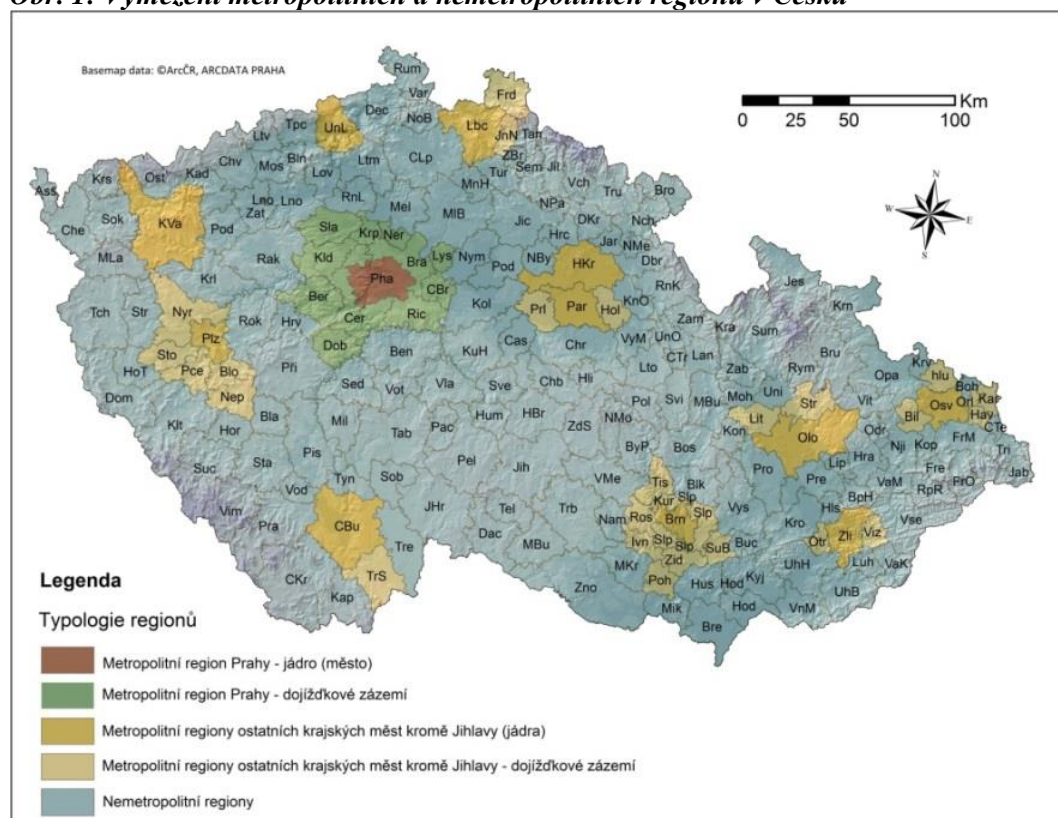 Obr. 1: Vymezení metropolitních a nemetropolitních regionů v Česku
Basemap data: ©ArcČR, ARCDATA PRAHA
Km
0 25 50 100
N
W E
S
Rum
Var
Frd
Dec
NoB
Lbc
JnN
Tan
UnL
Tpc
Ltv
Bln
Mos
Chv
Kad
Ost
Krs
Ass
Ltm
CLp
Lov
ZBr
Tur
Sem
Jil
Vch
Tru
Bro
MnH
NPa
DKr
Nch
Sok
Che
KVa
MLa
Pod
Zat
Lno
Lno
RnL
Mel
MlB
Jic
Hrc
Jar
NMe
Dbr
Sla
Krp
Ner
Kld
Bra
Lys
Nym
Pod
NBy
HKr
Pha
CBr
Ber
Cer
Ric
Dob
Rak
Krl
Kol
Prl
Par
Hol
KnO
RnK
Tch
Str
Nyr
Plz
Rok
Hrv
Sto
Pce
Blo
Nep
HoT
Dom
Při
Ben
KuH
Cas
Chr
VyM
UnO
Zam
Kra
Sum
Jes
Krn
CTr
Lan
Lto
Zab
Bru
Rym
Opa
Krv
hlu
Boh
Kar
Osv
Orl
Hav
Bil
CTe
Tri
Jab
Klt
Hor
Bla
Sed
Vot
Vla
Sve
Chb
Hli
Pol
Svi
MBu
Moh
Uni
Str
Vit
Lit
Kon
Olo
Odr
Nji
Kop
FrM
Mil
Tab
Pac
Hum
HBr
ZdS
NMo
ByP
Bos
Lip
Hra
Pro
Pre
VaM
Fre
FrO
RpR
BpH
Hls
Suc
Sta
Pis
Vod
Tyn
Sob
Pel
Jih
VMe
Tis
Blk
Kur
Slp
Vys
Vim
Pra
CBu
JHr
Tel
Trb
Nam
Ros
Brn
Slp
Ivn
Slp
Slp
SuB
Buc
Kro
Otr
Zli
Viz
Vse
Dac
MBu
MKr
Zid
Poh
UhH
Luh
VaK
Tre
TrS
CKr
Kap
Zno
Hus
Hod
Kyj
UhB
Mik
Bre
Hod
VnM
Legenda
Typologie regionů
Metropolitní region Prahy - jádro (město)
Metropolitní region Prahy - dojížďkové zázemí
Metropolitní regiony ostatních krajských měst kromě Jihlavy (jádra)
Metropolitní regiony ostatních krajských měst kromě Jihlavy - dojížďkové zázemí
Nemetropolitní regiony